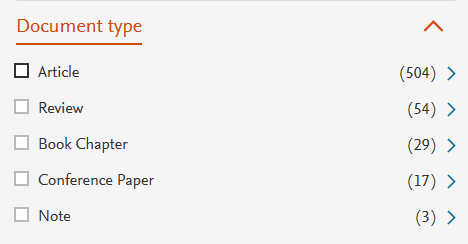 Document type
Article (504)
Review (54)
Book Chapter (29)
Conference Paper (17)
Note (3)